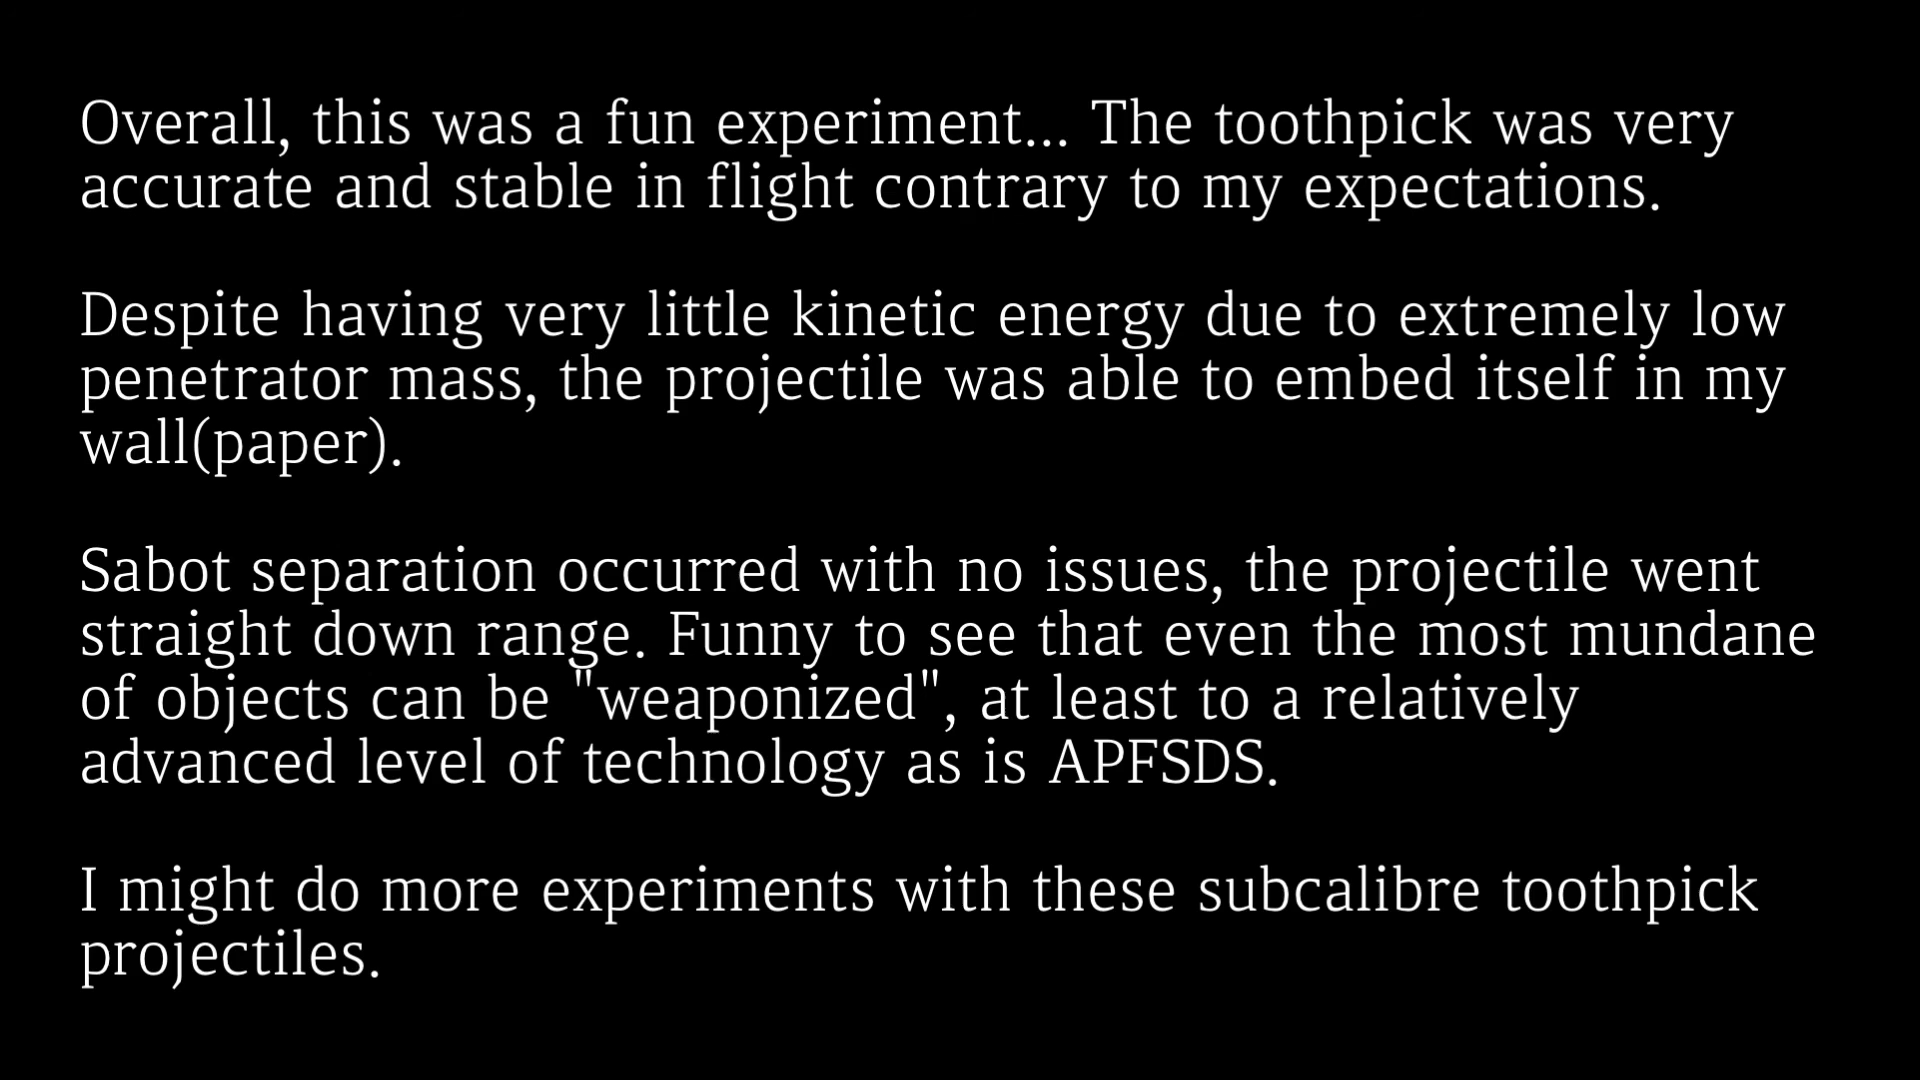 Overall, this was a fun experiment... The toothpick was very
accurate and stable in flight contrary to my expectations.
Despite having very little kinetic energy due to extremely low
penetrator mass, the projectile was able to embed itself in my
wall(paper).
Sabot separation occurred with no issues, the projectile went
straight down range. Funny to see that even the most mundane
of objects can be "weaponized", at least to a relatively
advanced level of technology as is APFSDS.
I might do more experiments with these subcalibre toothpick
projectiles.